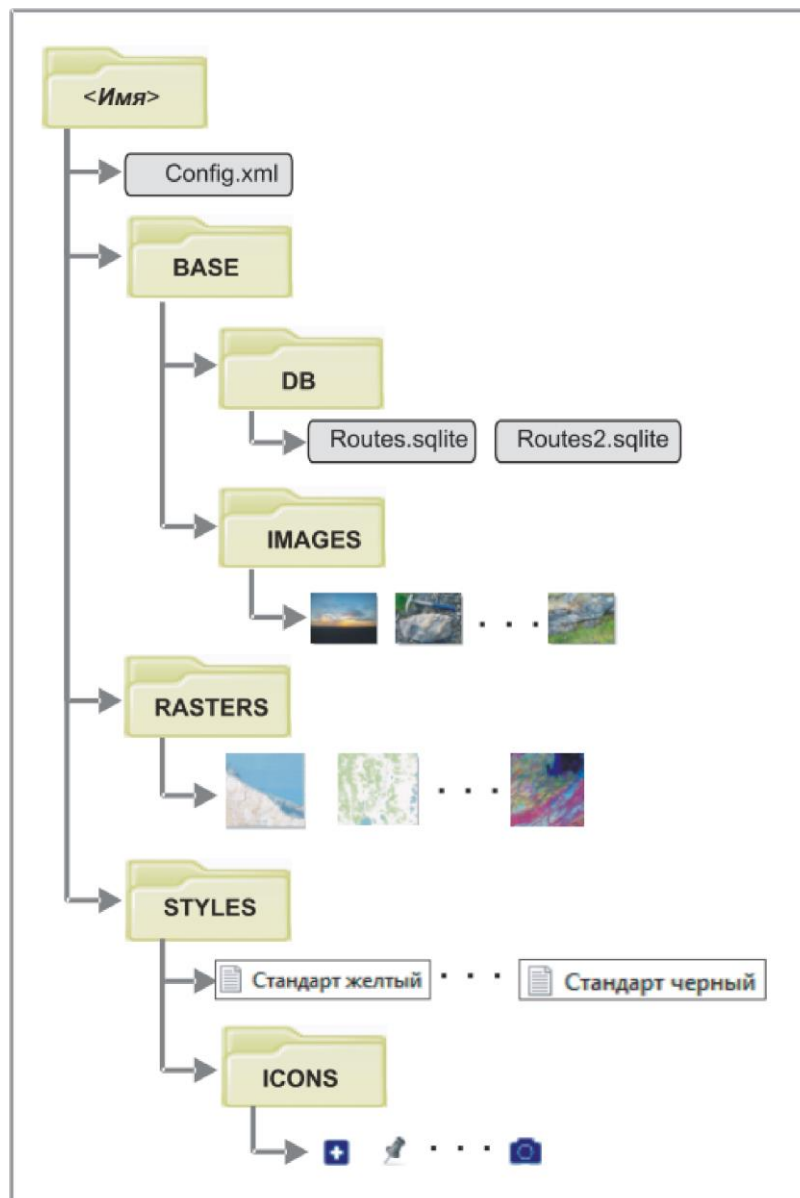 <Имя>
Config.xml
BASE
DB
Routes.sqlite Routes2.sqlite
IMAGES
. . .
RASTERS
. . .
STYLES
Стандарт желтый . . . Стандарт черный
ICONS
. . .